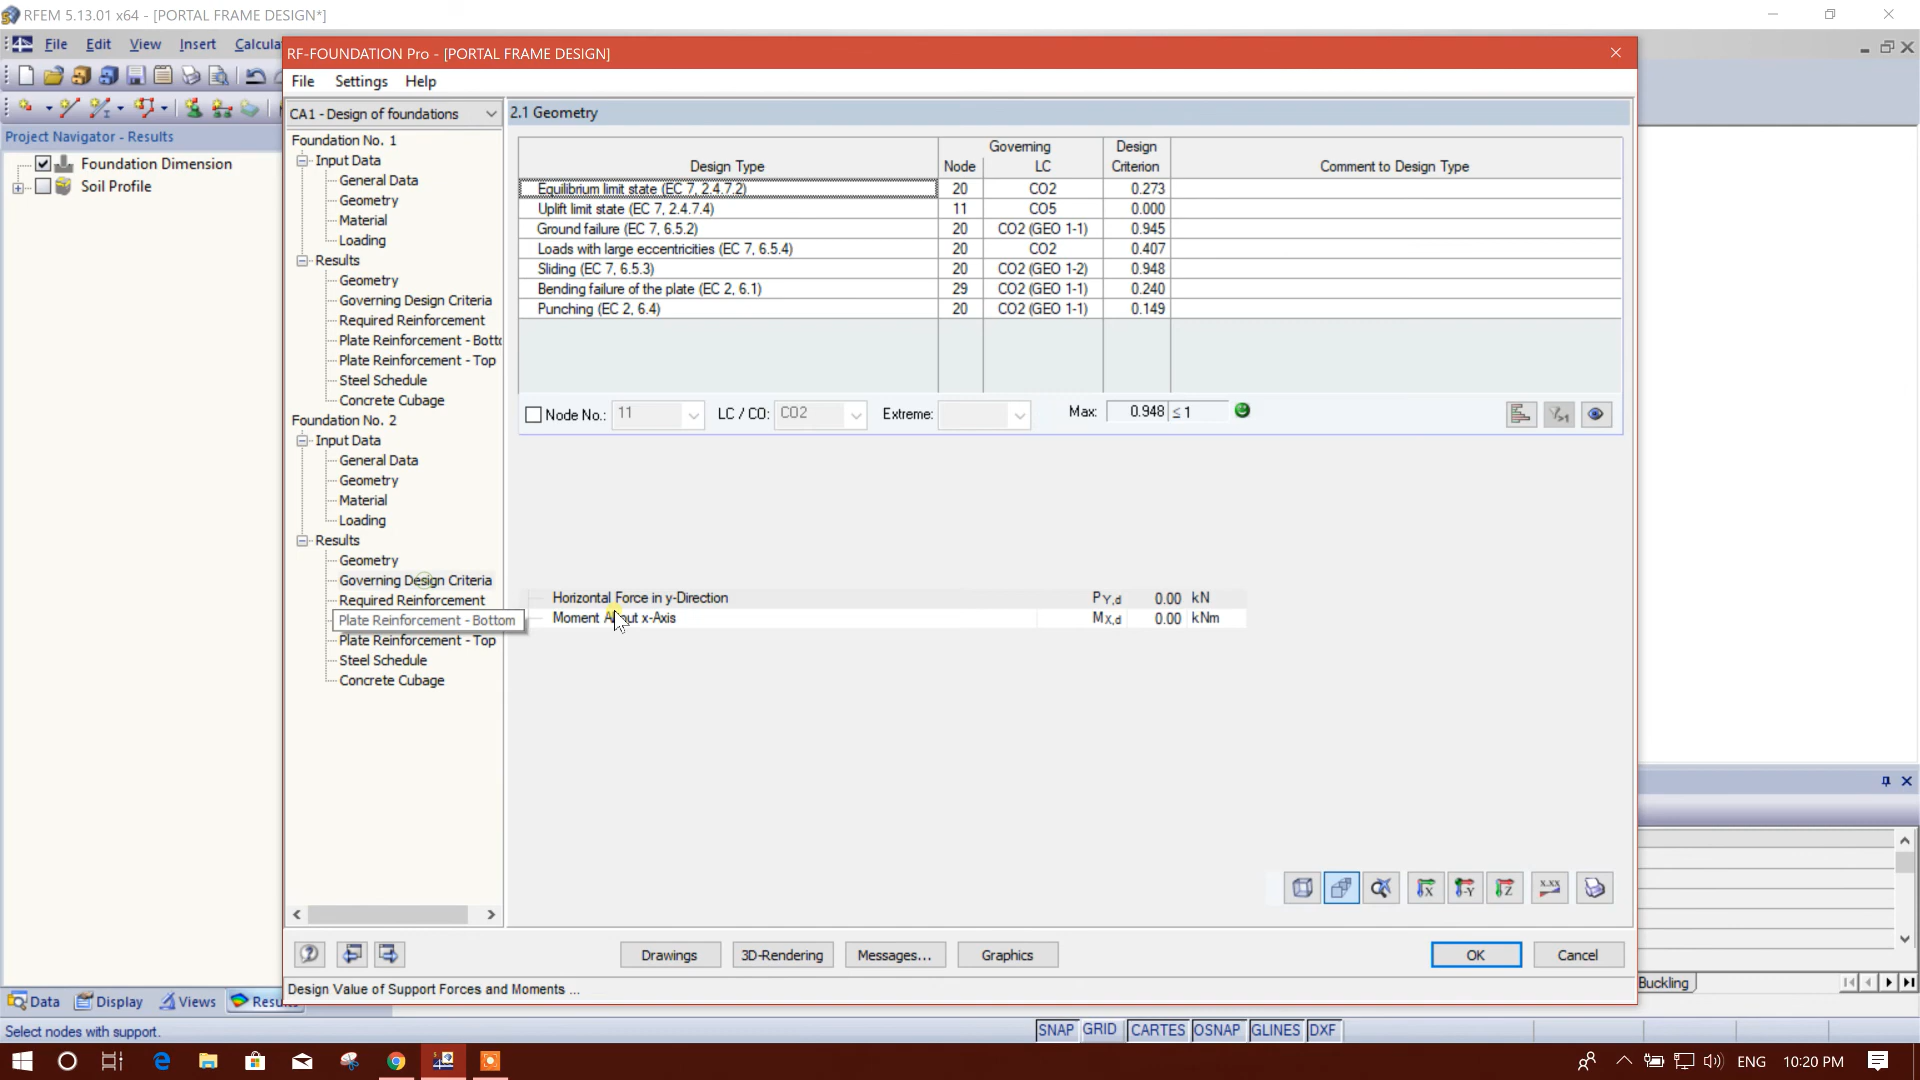 RFEM 5.13.01 x64 - [PORTAL FRAME DESIGN*]
File Edit View Insert Calcula
RF-FOUNDATION Pro - [PORTAL FRAME DESIGN]
File Settings Help
Project Navigator - Results
Foundation Dimension
Soil Profile
CA1 - Design of foundations
Foundation No. 1
Input Data
General Data
Geometry
Material
Loading
Results
Geometry
Governing Design Criteria
Required Reinforcement
Plate Reinforcement - Botto
Plate Reinforcement - Top
Steel Schedule
Concrete Cubage
Foundation No. 2
Input Data
General Data
Geometry
Material
Loading
Results
Geometry
Governing Design Criteria
Required Reinforcement
Plate Reinforcement - Bottom
Plate Reinforcement - Top
Steel Schedule
Concrete Cubage
2.1 Geometry
Governing Design
Design Type Node LC Criterion Comment to Design Type
Equilibrium limit state (EC 7, 2.4.7.2) 20 CO2 0.273
Uplift limit state (EC 7, 2.4.7.4) 11 CO5 0.000
Ground failure (EC 7, 6.5.2) 20 CO2 (GEO 1-1) 0.945
Loads with large eccentricities (EC 7, 6.5.4) 20 CO2 0.407
Sliding (EC 7, 6.5.3) 20 CO2 (GEO 1-2) 0.948
Bending failure of the plate (EC 2, 6.1) 29 CO2 (GEO 1-1) 0.240
Punching (EC 2, 6.4) 20 CO2 (GEO 1-1) 0.149
Node No.: 11 LC / CO: CO2 Extreme: Max: 0.948 ≤ 1
Horizontal Force in y-Direction PY,d 0.00 kN
Moment About x-Axis MX,d 0.00 kNm
Drawings 3D-Rendering Messages... Graphics OK Cancel
Design Value of Support Forces and Moments ...
Data Display Views Resu
Buckling
Select nodes with support.
SNAP GRID CARTES OSNAP GLINES DXF
ENG 10:20 PM